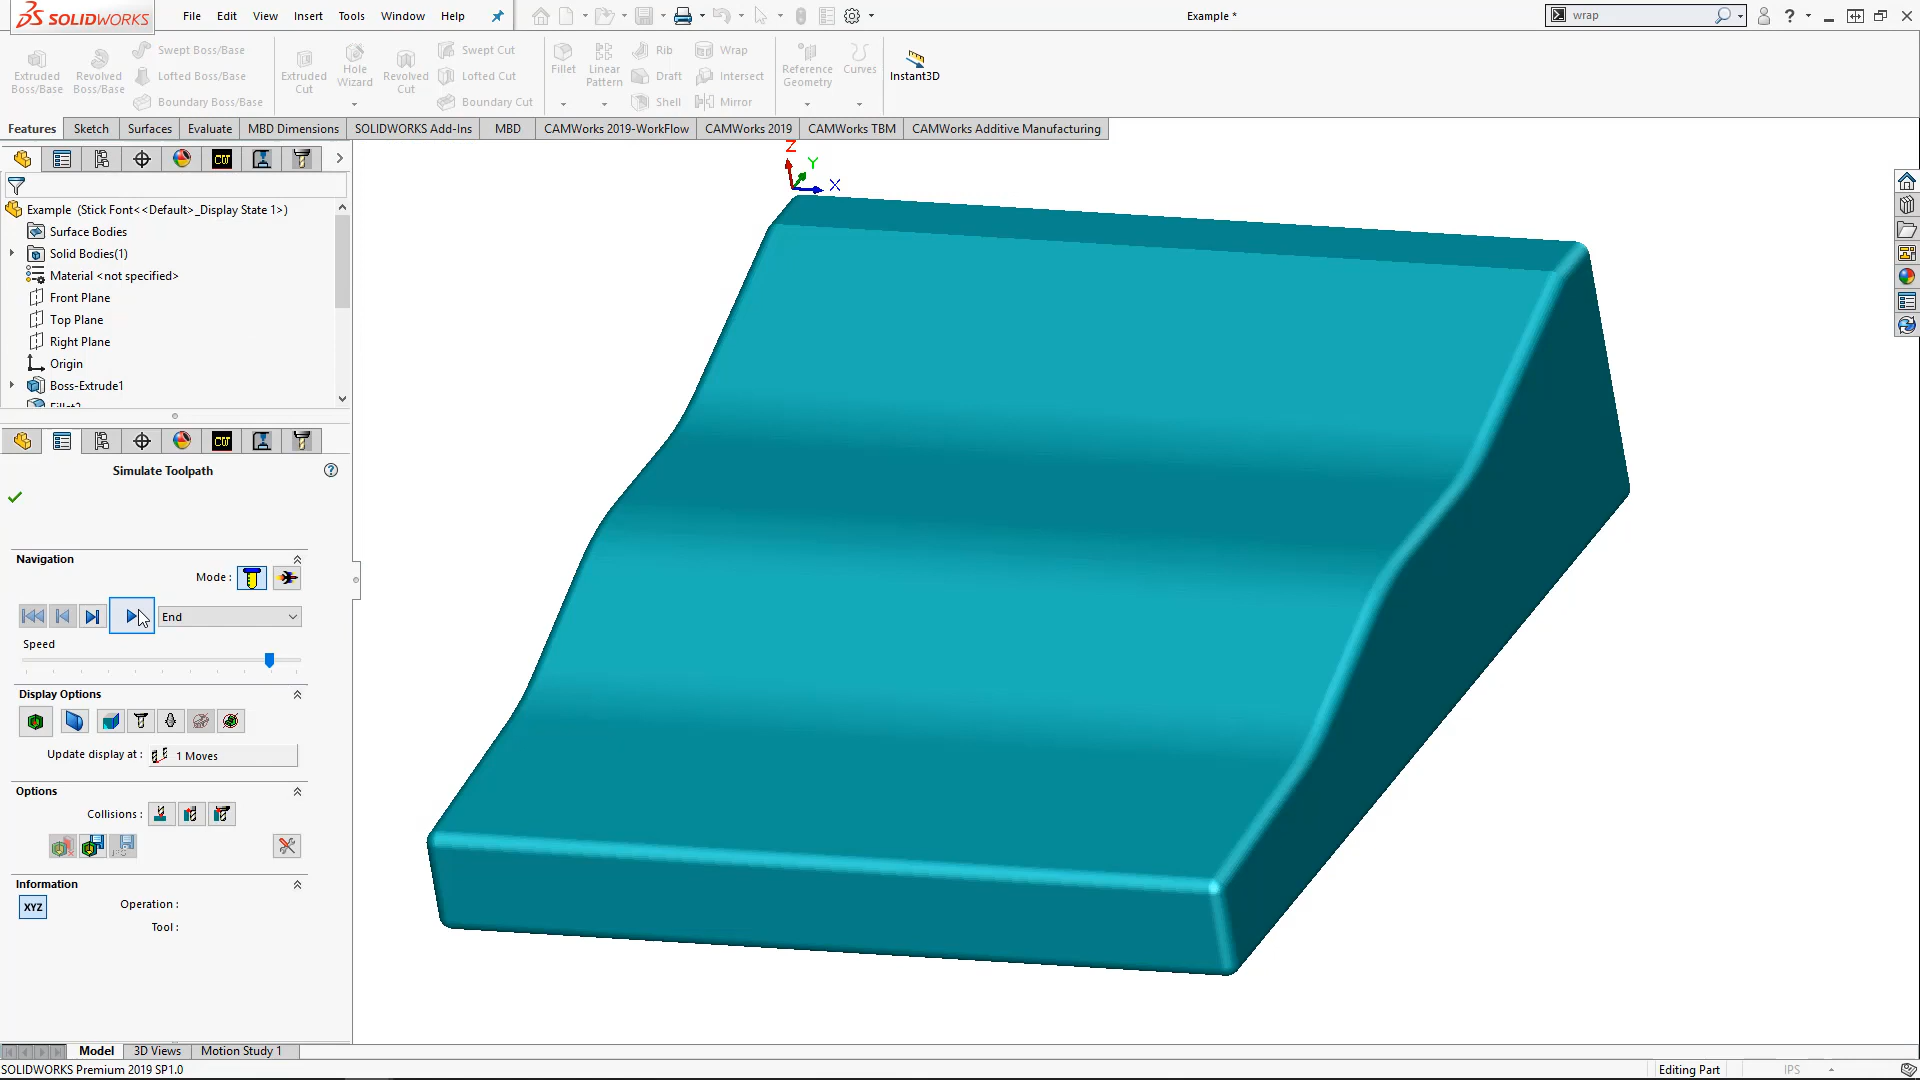 SOLIDWORKS
File Edit View Insert Tools Window Help
Example *
wrap
Extruded Boss/Base
Revolved Boss/Base
Swept Boss/Base
Lofted Boss/Base
Boundary Boss/Base
Extruded Cut
Hole Wizard
Revolved Cut
Swept Cut
Lofted Cut
Boundary Cut
Fillet
Linear Pattern
Rib
Draft
Shell
Wrap
Intersect
Mirror
Reference Geometry
Curves
Instant3D
Features Sketch Surfaces Evaluate MBD Dimensions SOLIDWORKS Add-Ins MBD CAMWorks 2019-WorkFlow CAMWorks 2019 CAMWorks TBM CAMWorks Additive Manufacturing
Z
Y
X
CW
Example (Stick Font<<Default>_Display State 1>)
Surface Bodies
Solid Bodies(1)
Material <not specified>
Front Plane
Top Plane
Right Plane
Origin
Boss-Extrude1
CW
Simulate Toolpath
Navigation
Mode :
End
Speed
Display Options
Update display at : 1 Moves
Options
Collisions :
Information
XYZ
Operation :
Tool :
Model 3D Views Motion Study 1
SOLIDWORKS Premium 2019 SP1.0
Editing Part
IPS